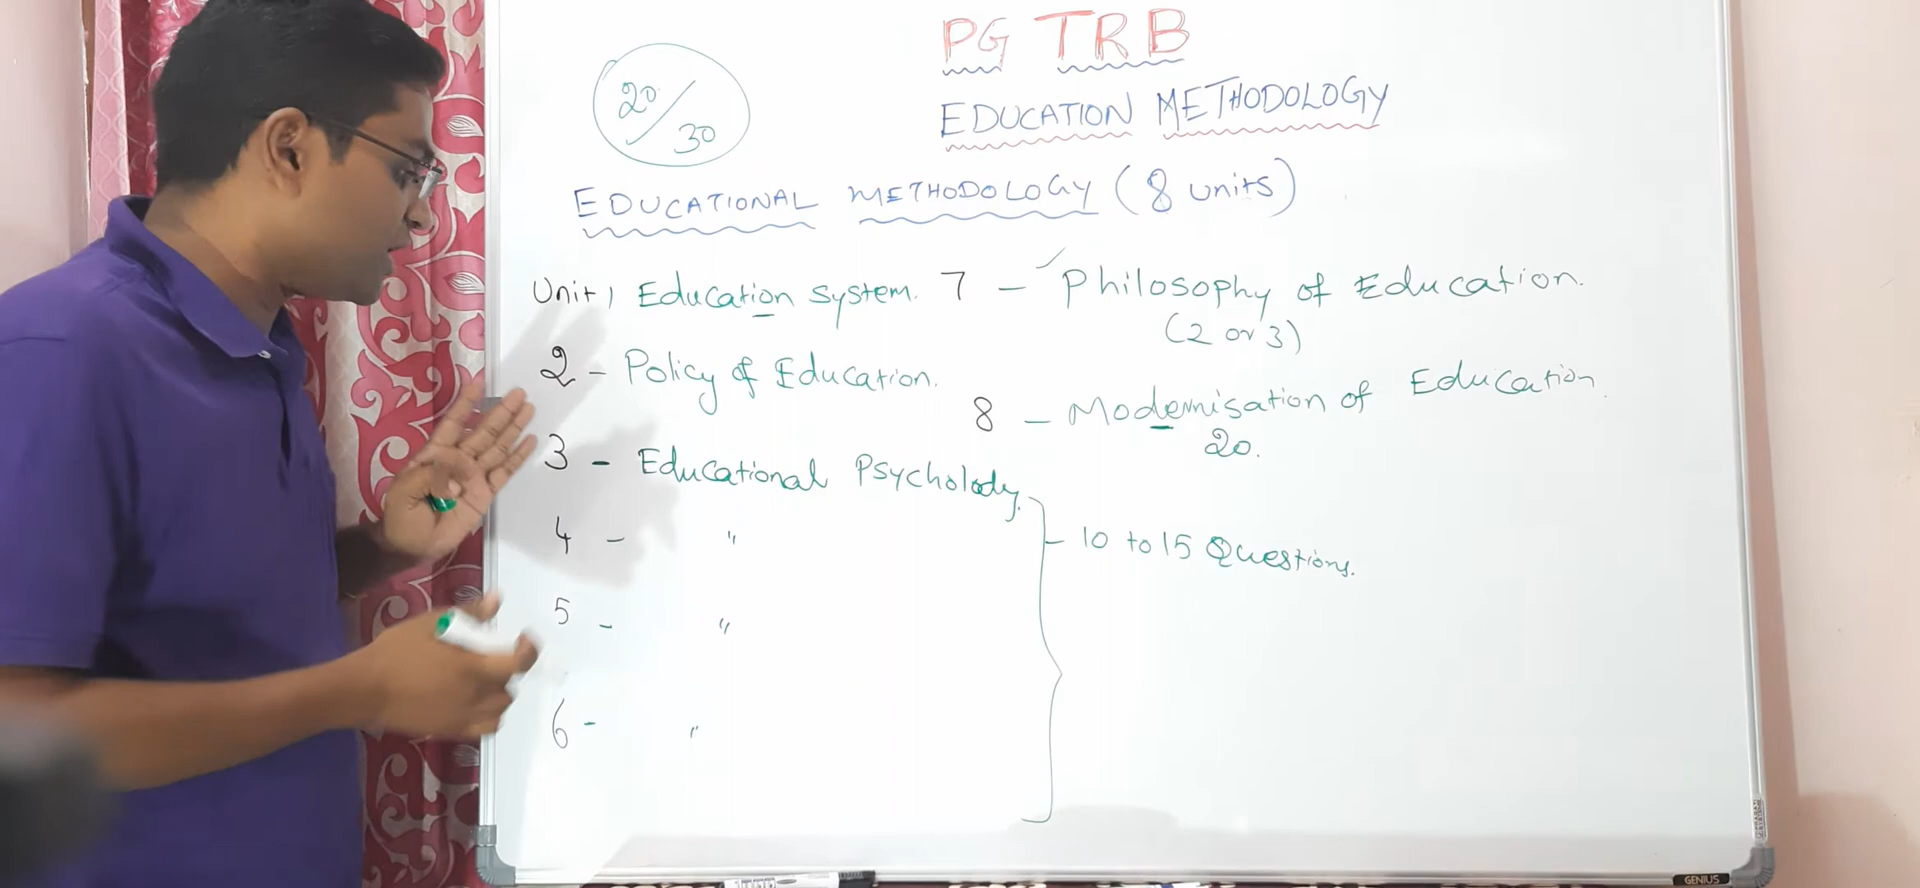 PG TRB
20/30
EDUCATION METHODOLOGY
EDUCATIONAL METHODOLOGY (8 units)
Unit 1 Education system.
2 - Policy of Education.
3 - Educational Psycholody.
4 - "
5 - "
6 - "
10 to 15 Questions.
7 - Philosophy of Education.
(2 or 3)
8 - Modernisation of Education
20.
GENIUS